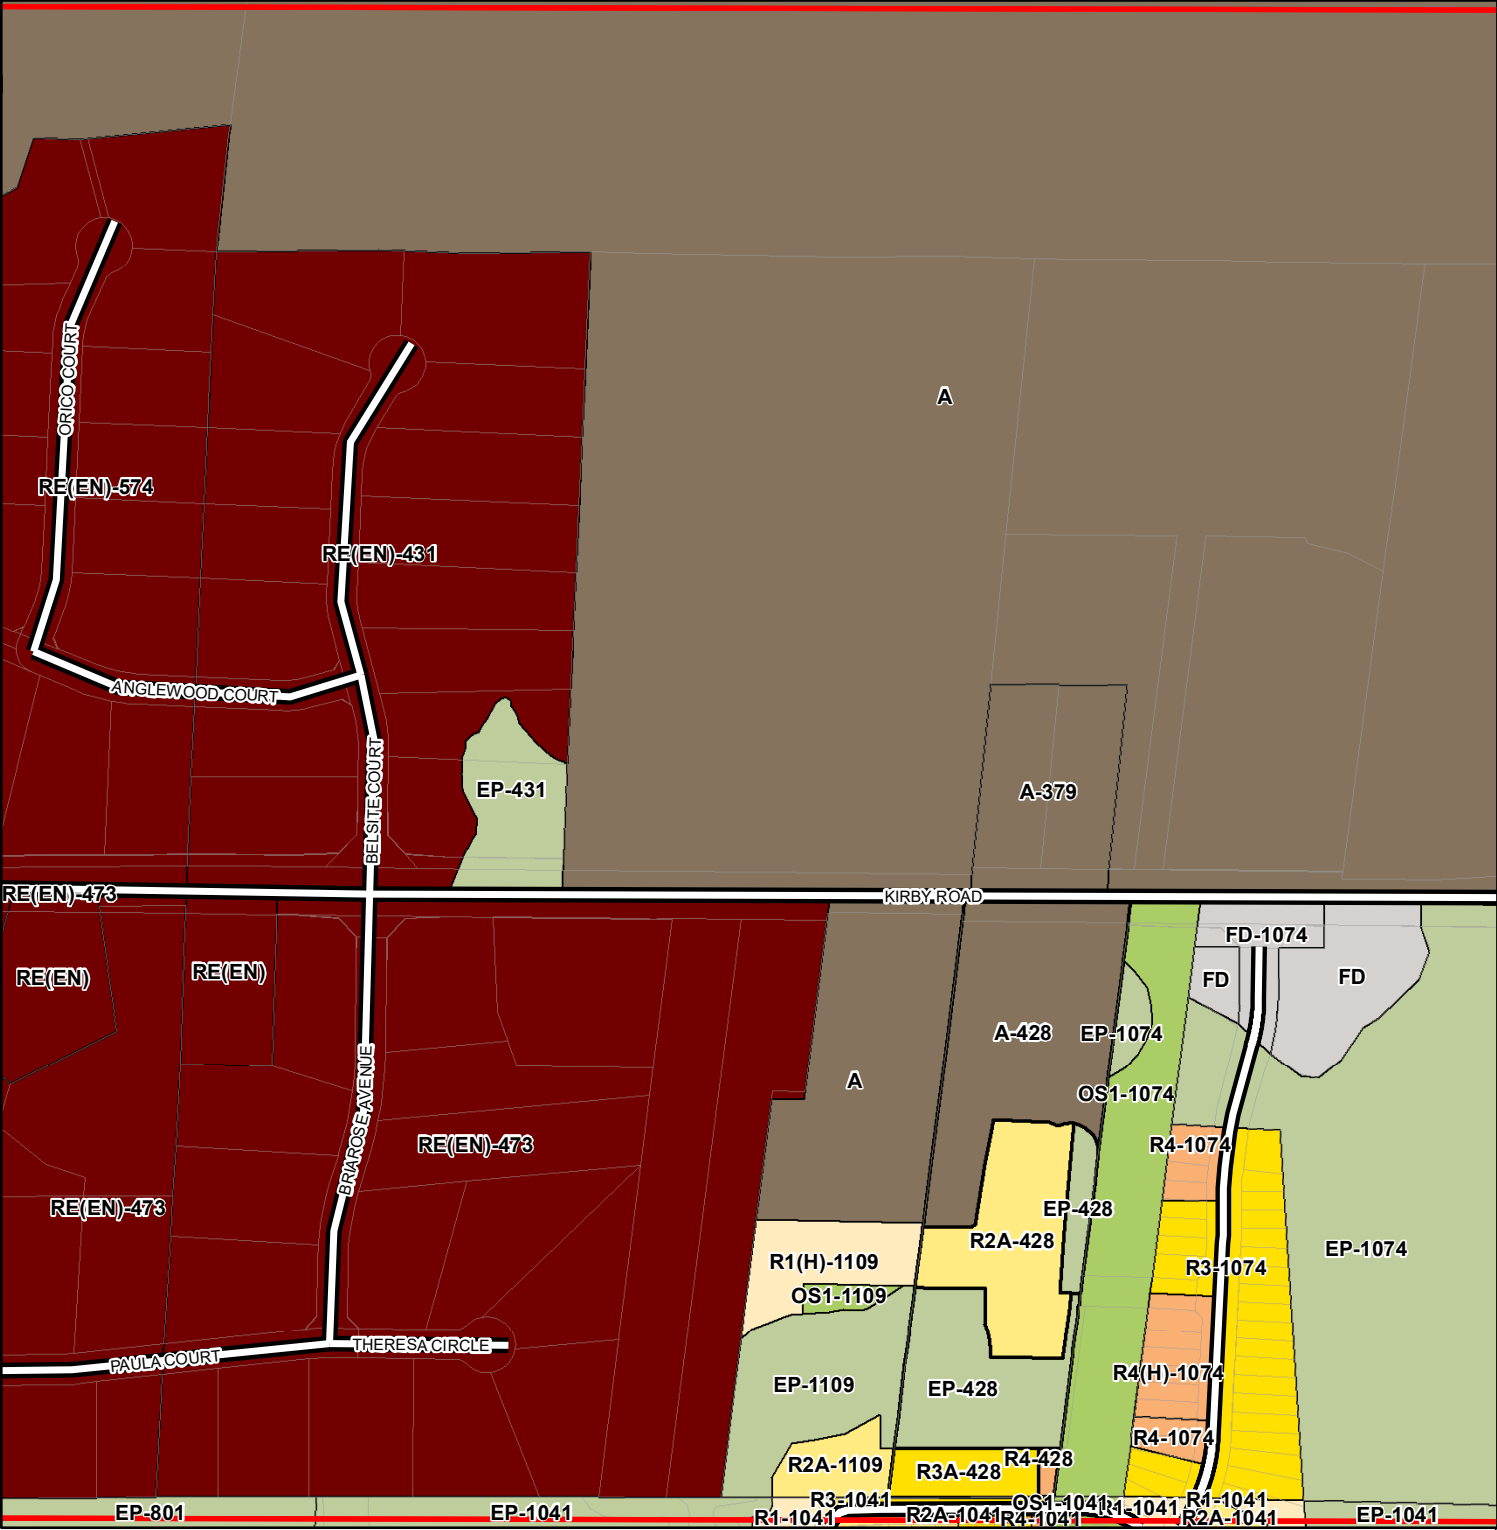 ORICO COURT
A
RE(EN)-574
RE(EN)-431
ANGLEWOOD COURT
BELSITE COURT
EP-431
A-379
RE(EN)-473
KIRBY ROAD
FD-1074
RE(EN)
RE(EN)
FD
FD
A-428
EP-1074
A
OS1-1074
BRIAROSE AVENUE
RE(EN)-473
R4-1074
RE(EN)-473
EP-428
R2A-428
EP-1074
R1(H)-1109
R3-1074
OS1-1109
THERESA CIRCLE
PAULA COURT
R4(H)-1074
EP-1109
EP-428
R4-1074
R2A-1109
R4-428
R3A-428
R3-1041
OS1-1041
R1-1041
R1-1041
EP-801
EP-1041
R1-1041
R2A-1041
R4-1041
R2A-1041
EP-1041